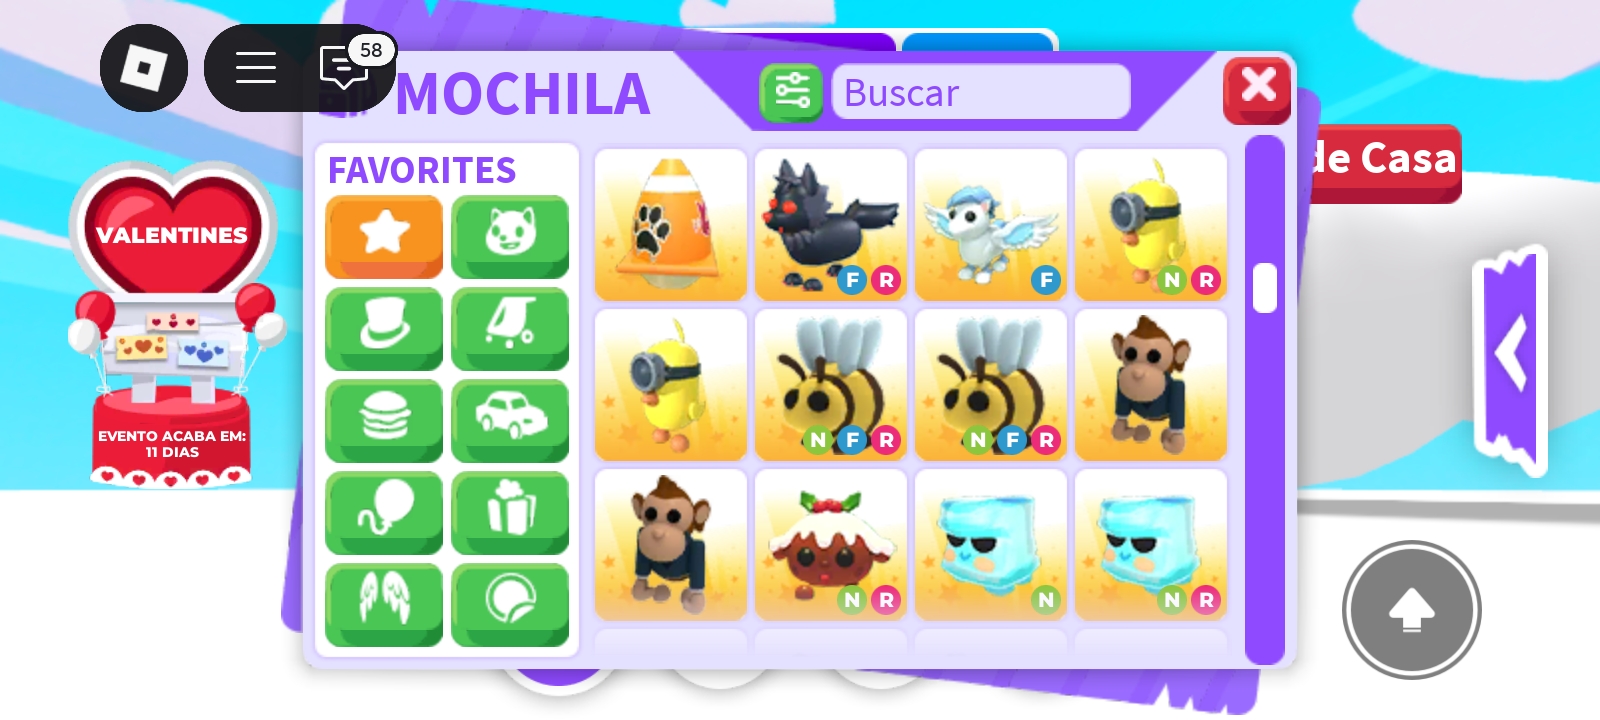 58
MOCHILA
Buscar
de Casa
FAVORITES
VALENTINES
EVENTO ACABA EM:
11 DIAS
F R
F
N R
N F R
N F R
N R
N
N R